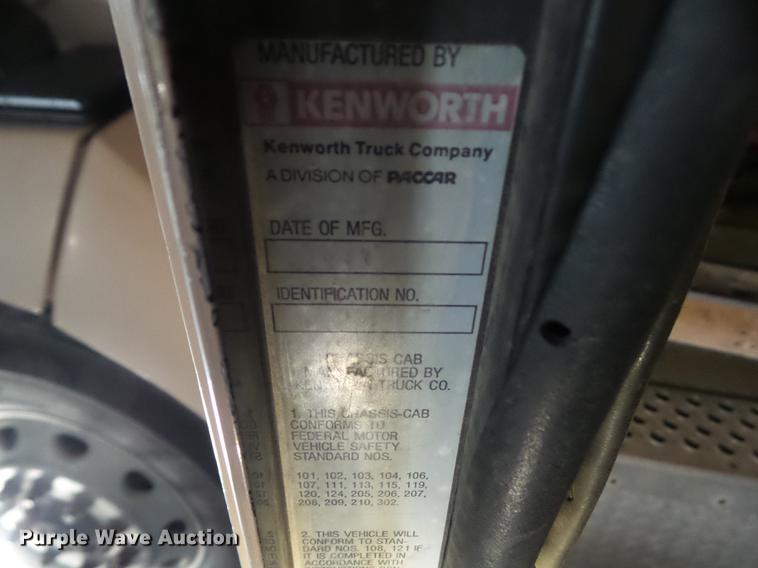 MANUFACTURED BY
KENWORTH
Kenworth Truck Company
A DIVISION OF PACCAR
DATE OF MFG.
IDENTIFICATION NO.
CHASSIS CAB
MANUFACTURED BY
KENWORTH TRUCK CO.
1. THIS CHASSIS-CAB
CONFORMS TO
FEDERAL MOTOR
VEHICLE SAFETY
STANDARD NOS.
101, 102, 103, 104, 106,
107, 111, 113, 115, 119,
120, 124, 205, 206, 207,
208, 209, 210, 302.
2. THIS VEHICLE WILL
CONFORM TO STAN-
DARD NOS. 108, 121 IF
IT IS COMPLETED IN
ACCORDANCE WITH
Purple Wave Auction